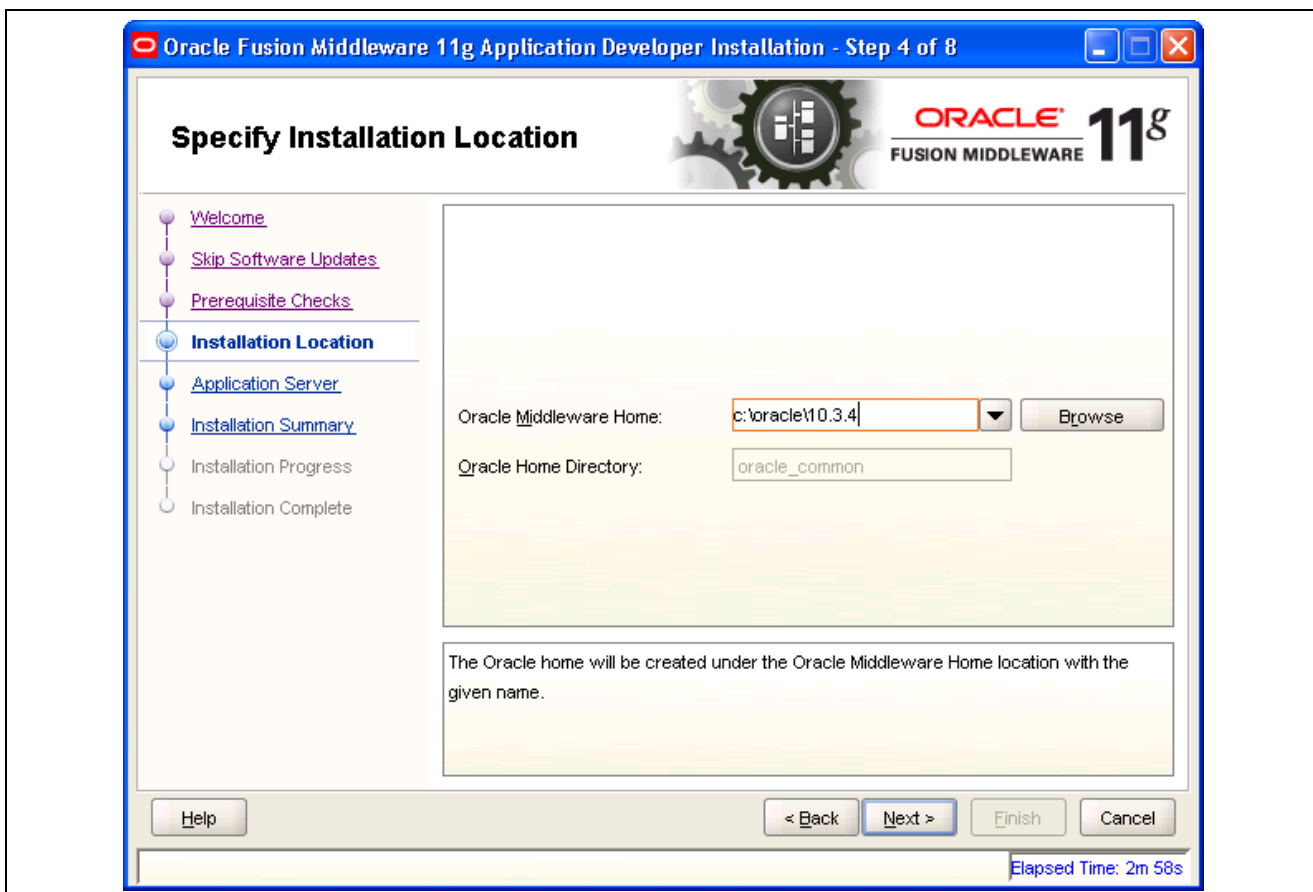 Oracle Fusion Middleware 11g Application Developer Installation - Step 4 of 8
Specify Installation Location
ORACLE®
FUSION MIDDLEWARE
11g
Welcome
Skip Software Updates
Prerequisite Checks
Installation Location
Application Server
Installation Summary
Installation Progress
Installation Complete
Oracle Middleware Home:
c:\oracle\10.3.4
Browse
Oracle Home Directory:
oracle_common
The Oracle home will be created under the Oracle Middleware Home location with the
given name.
Help
< Back
Next >
Finish
Cancel
Elapsed Time: 2m 58s